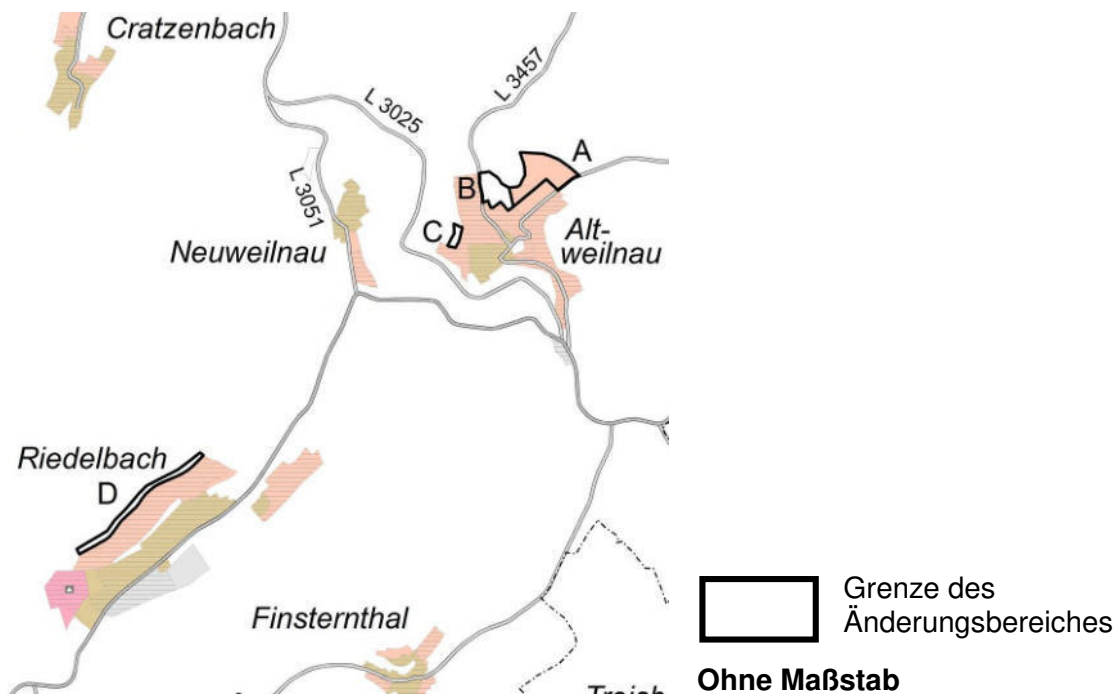 Cratzenbach
L 3457
L 3025
A
B
L 3051
C
Alt-
weilnau
Neuweilnau
Riedelbach
D
Finsternthal
Grenze des
Änderungsbereiches
Ohne Maßstab